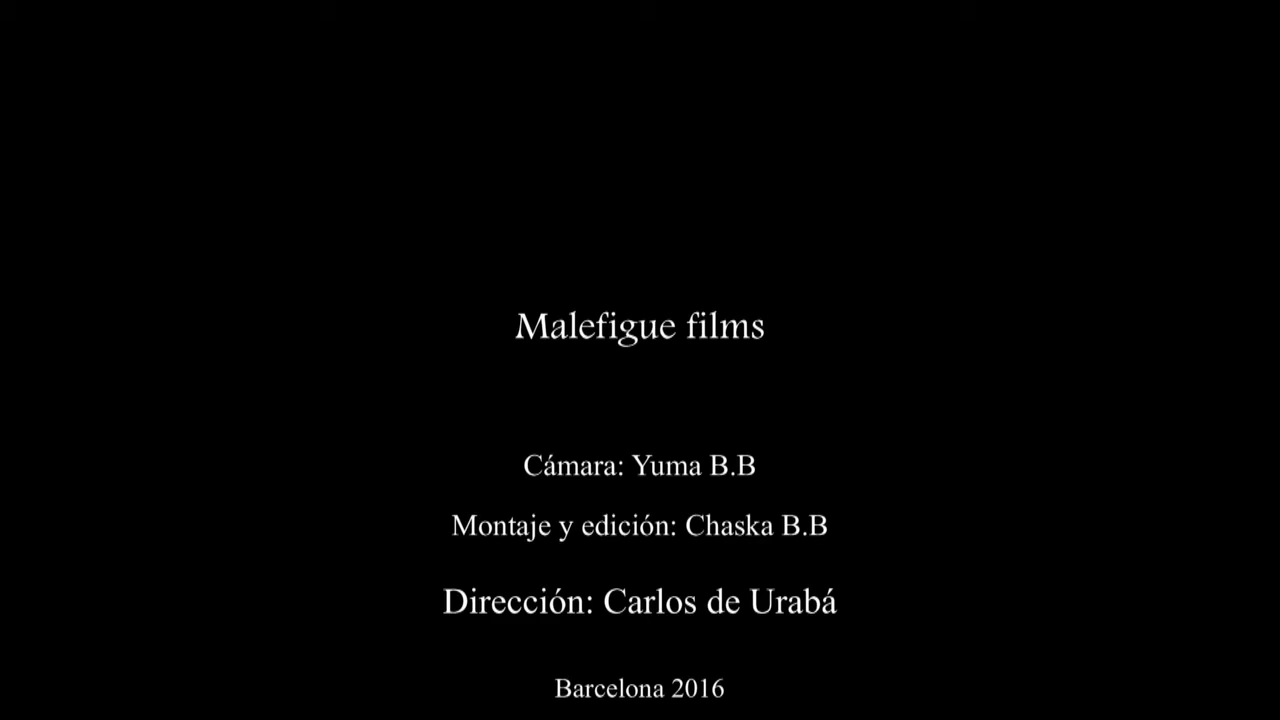 Malefigue films
Cámara: Yuma B.B
Montaje y edición: Chaska B.B
Dirección: Carlos de Urabá
Barcelona 2016